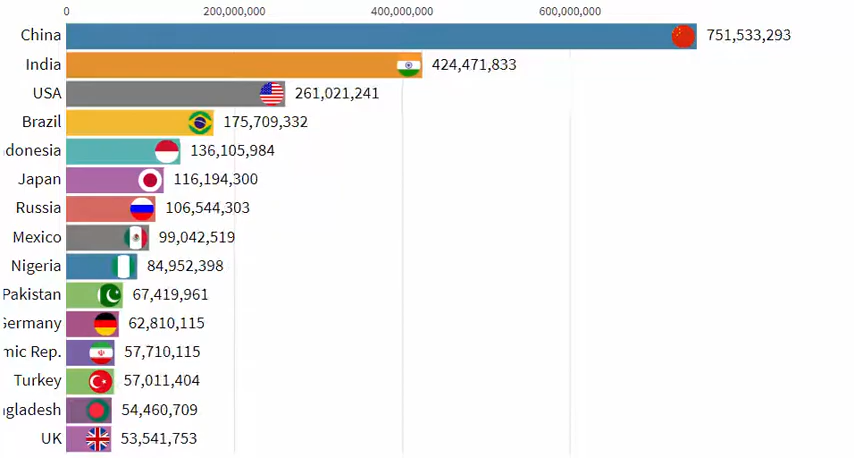 0 200,000,000 400,000,000 600,000,000
China 751,533,293
India 424,471,833
USA 261,021,241
Brazil 175,709,332
donesia 136,105,984
Japan 116,194,300
Russia 106,544,303
Mexico 99,042,519
Nigeria 84,952,398
Pakistan 67,419,961
Germany 62,810,115
mic Rep. 57,710,115
Turkey 57,011,404
ngladesh 54,460,709
UK 53,541,753